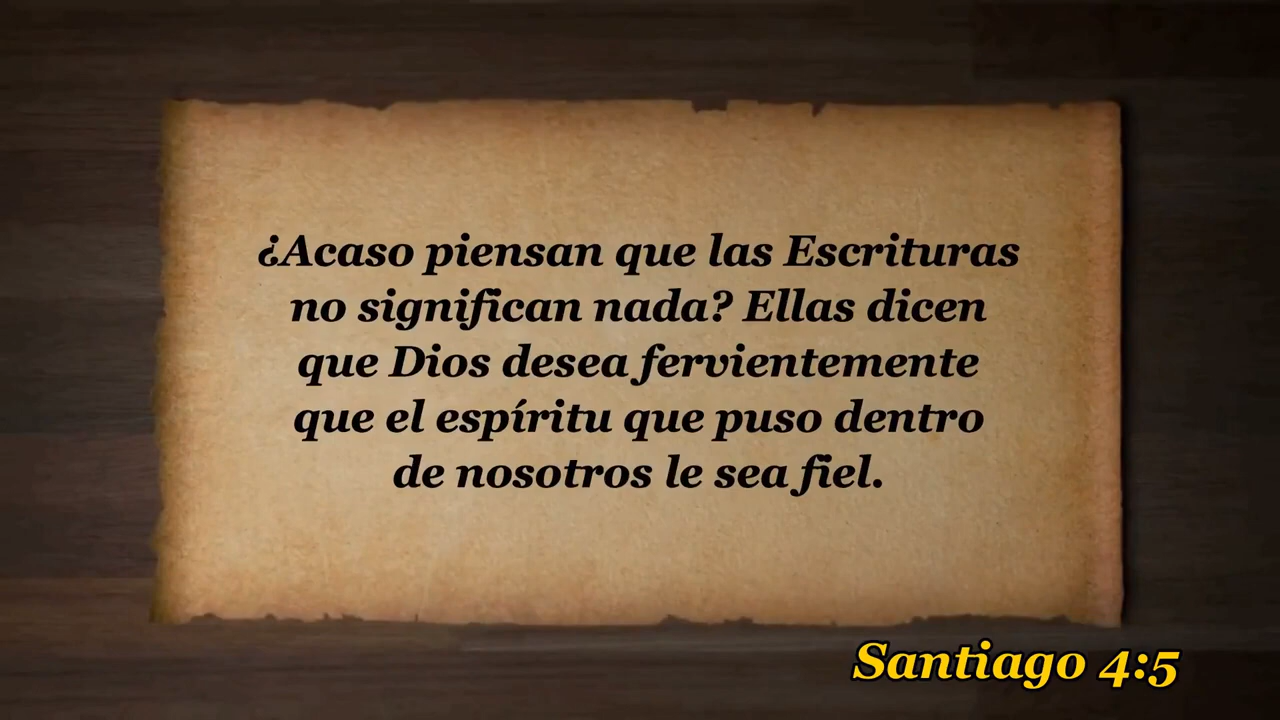 ¿Acaso piensan que las Escrituras
no significan nada? Ellas dicen
que Dios desea fervientemente
que el espíritu que puso dentro
de nosotros le sea fiel.
Santiago 4:5